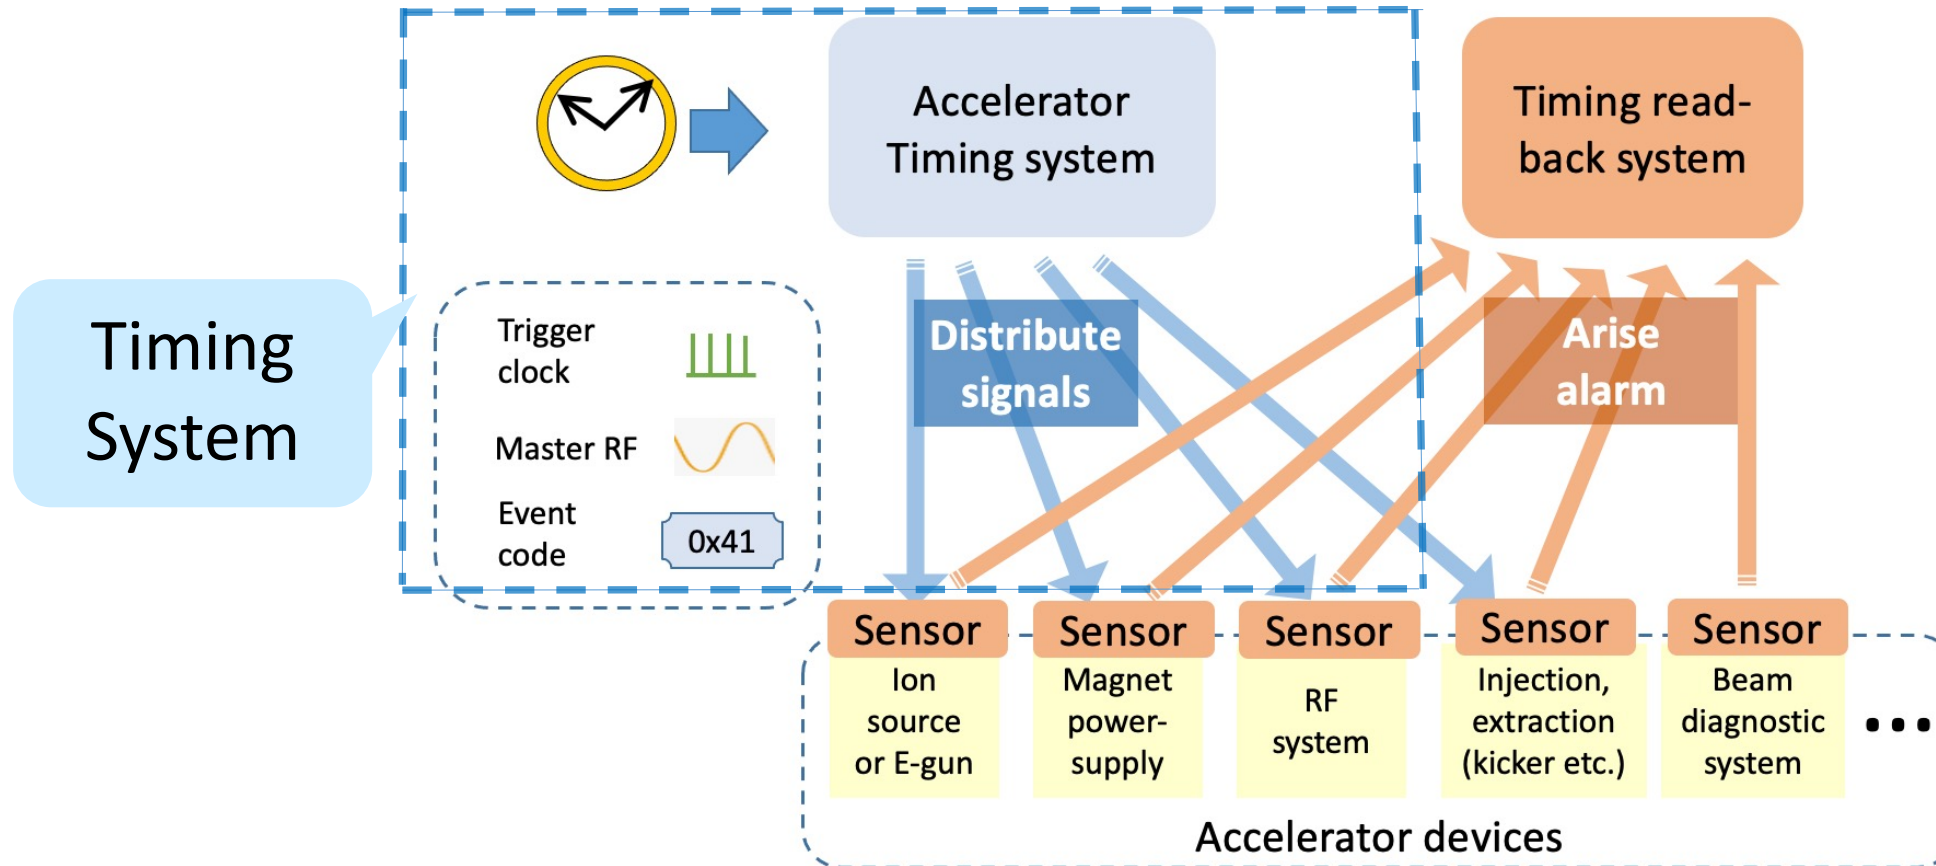 Accelerator
Timing system
Timing read-
back system
Timing
System
Trigger
clock
Master RF
Event
code
0x41
Distribute
signals
Arise
alarm
Sensor
Ion
source
or E-gun
Sensor
Magnet
power-
supply
Sensor
RF
system
Sensor
Injection,
extraction
(kicker etc.)
Sensor
Beam
diagnostic
system
...
Accelerator devices